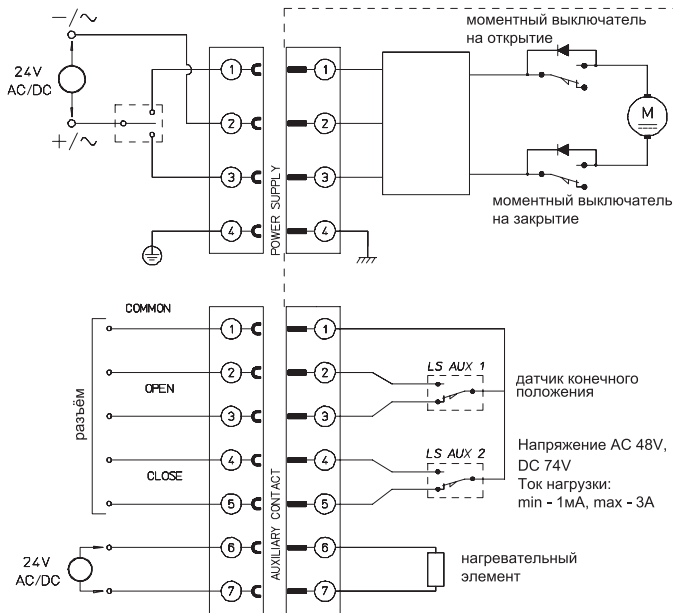 −/∼
24V
AC/DC
+/∼
1
2
3
4
POWER SUPPLY
1
2
3
4
моментный выключатель
на открытие
M
моментный выключатель
на закрытие
разъём
COMMON
OPEN
CLOSE
24V
AC/DC
1
2
3
4
5
6
7
AUXILIARY CONTACT
1
2
3
4
5
6
7
LS AUX 1
LS AUX 2
датчик конечного
положения
Напряжение AC 48V,
DC 74V
Ток нагрузки:
min - 1мА, max - 3А
нагревательный
элемент